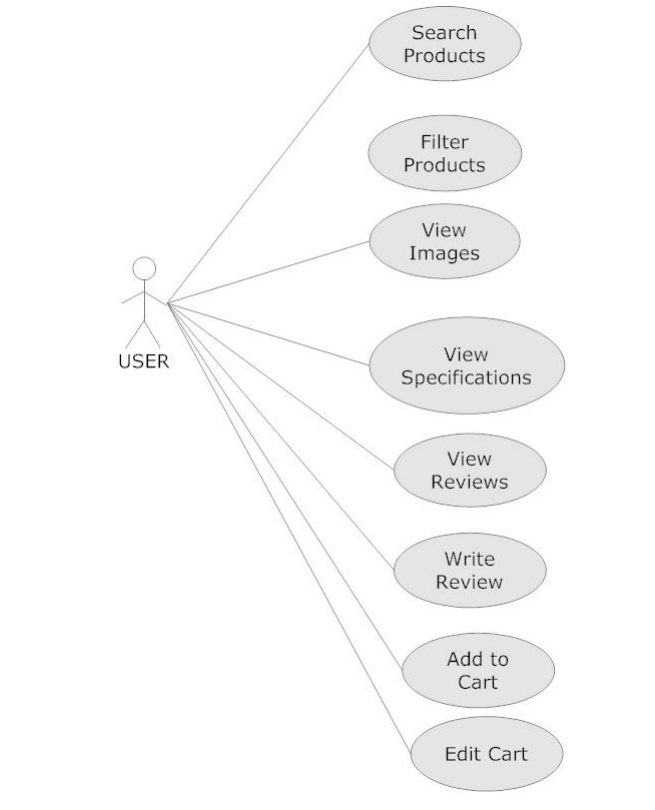 Search
Products
Filter
Products
View
Images
USER
View
Specifications
View
Reviews
Write
Review
Add to
Cart
Edit Cart